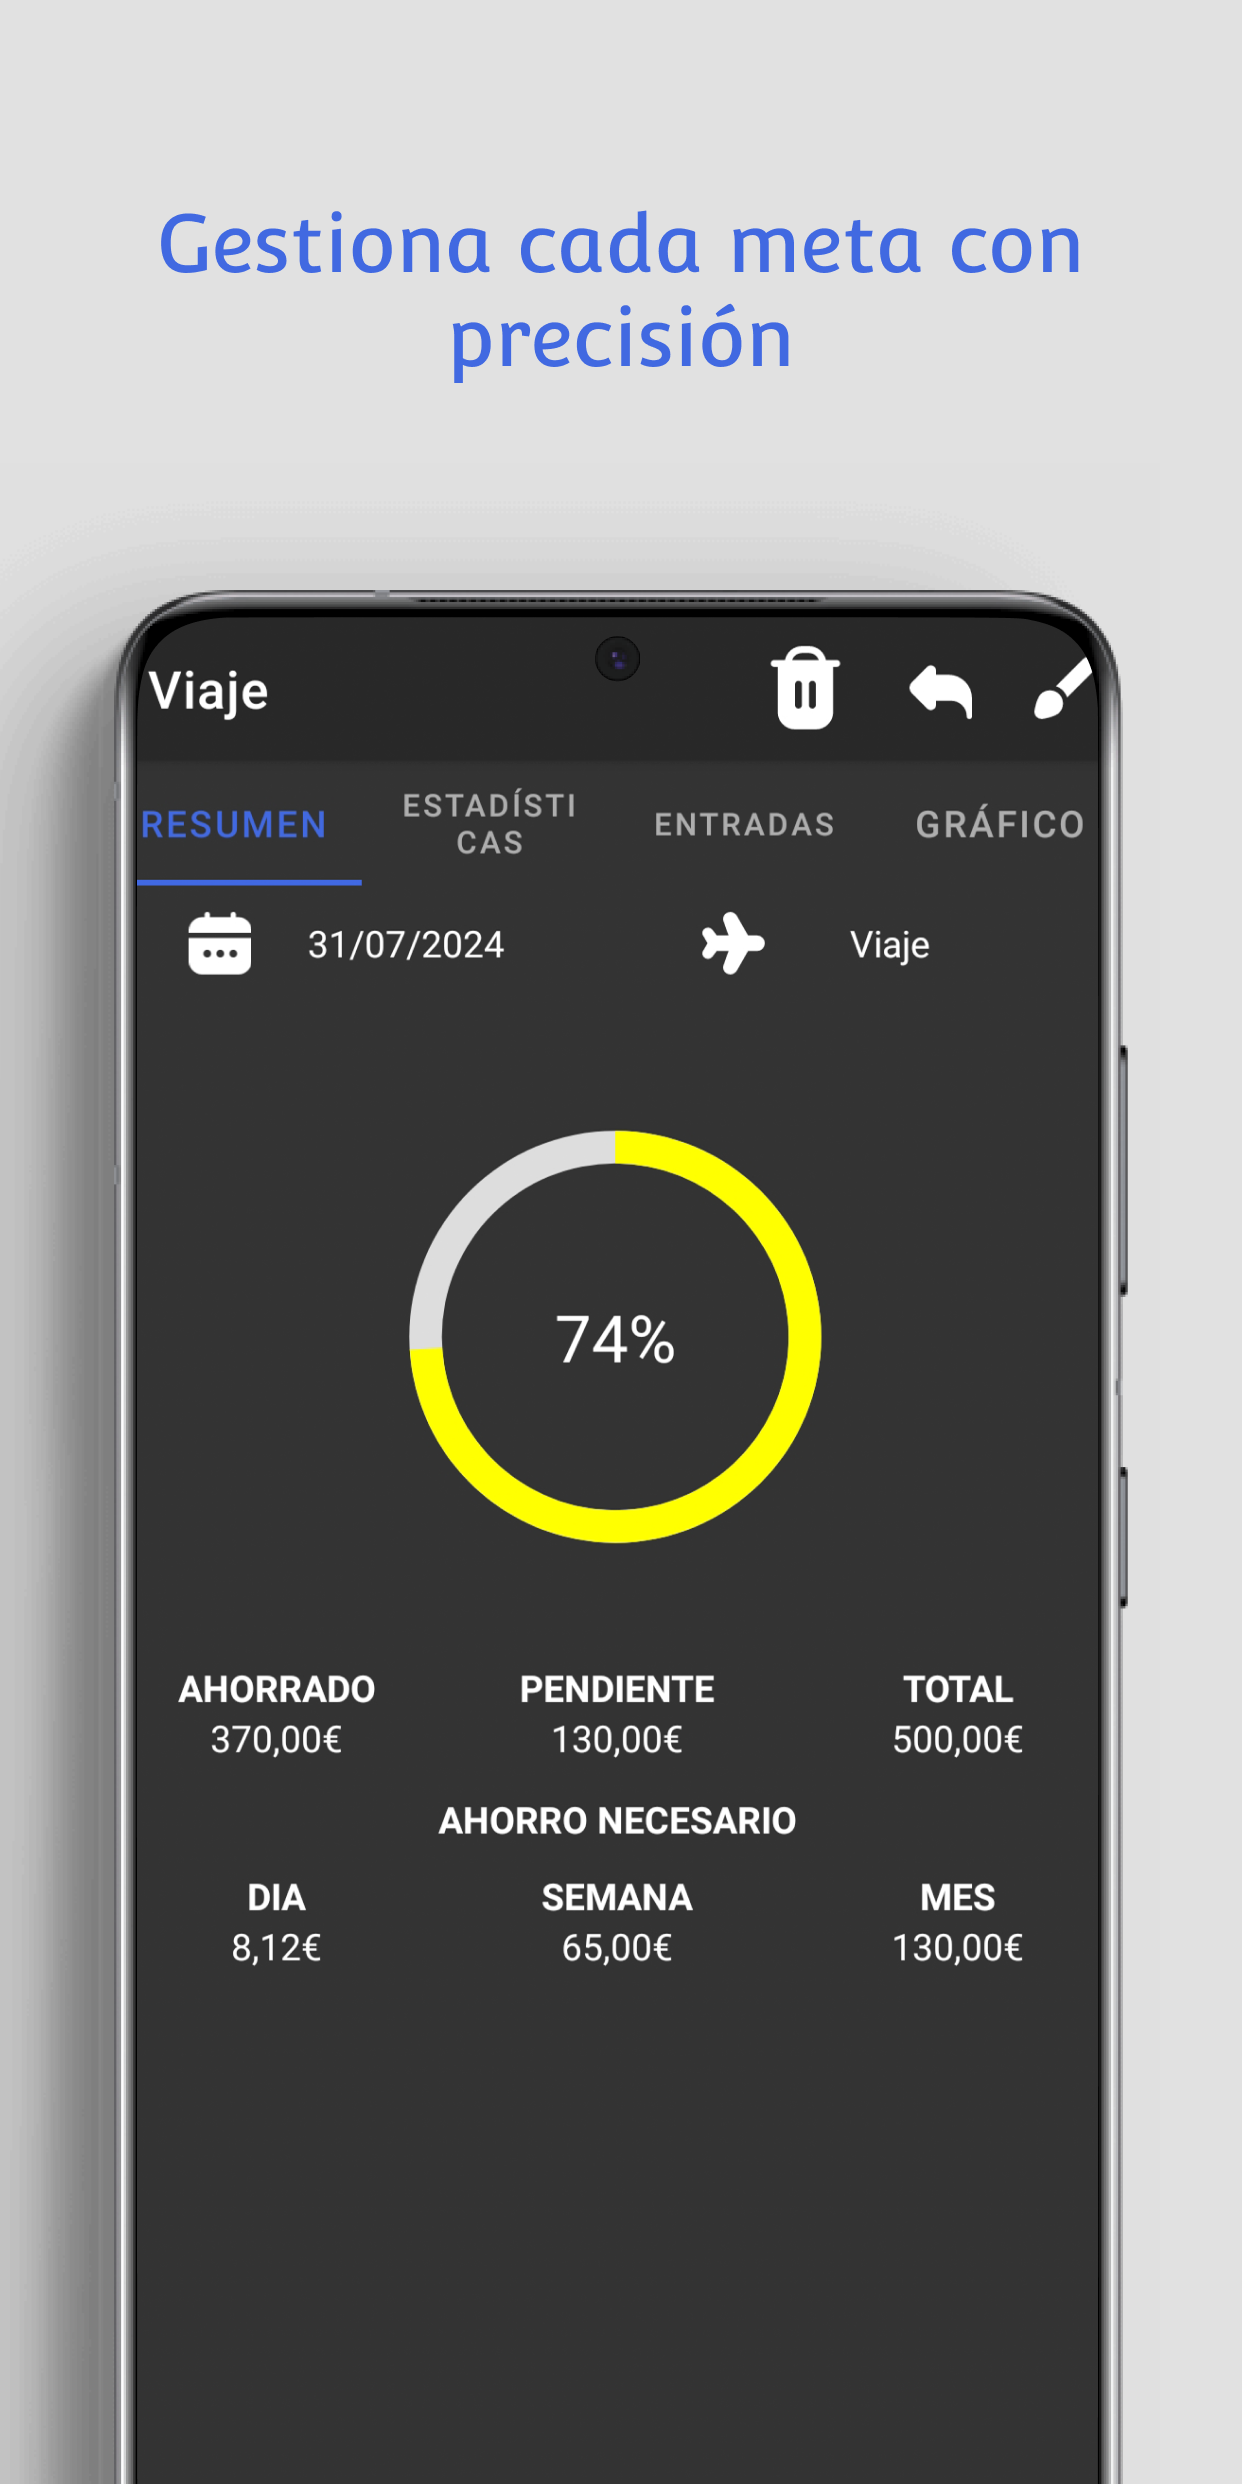 Gestiona cada meta con
precisión
Viaje
RESUMEN
ESTADÍSTI
CAS
ENTRADAS
GRÁFICO
31/07/2024
Viaje
74%
AHORRADO
370,00€
PENDIENTE
130,00€
TOTAL
500,00€
AHORRO NECESARIO
DIA
8,12€
SEMANA
65,00€
MES
130,00€